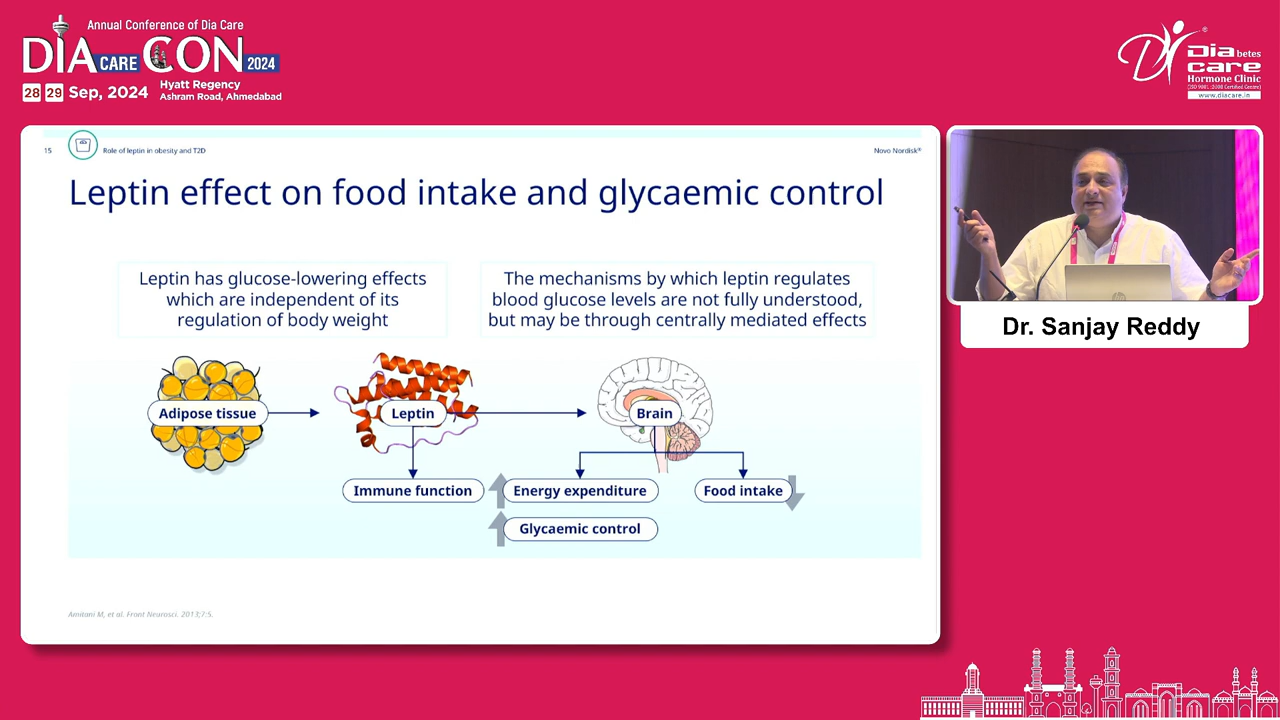 Annual Conference of Dia Care
DIA CARE CON 2024
28 29 Sep, 2024
Hyatt Regency
Ashram Road, Ahmedabad
Dia betes
care
Hormone Clinic
(ISO 9001 : 2008 Certified Centre)
www.diacare.in
15
Role of leptin in obesity and T2D
Novo Nordisk®
Leptin effect on food intake and glycaemic control
Leptin has glucose-lowering effects
which are independent of its
regulation of body weight
The mechanisms by which leptin regulates
blood glucose levels are not fully understood,
but may be through centrally mediated effects
Adipose tissue
Leptin
Brain
Immune function
Energy expenditure
Food intake
Glycaemic control
Amitani M, et al. Front Neurosci. 2013;7:5.
Dr. Sanjay Reddy